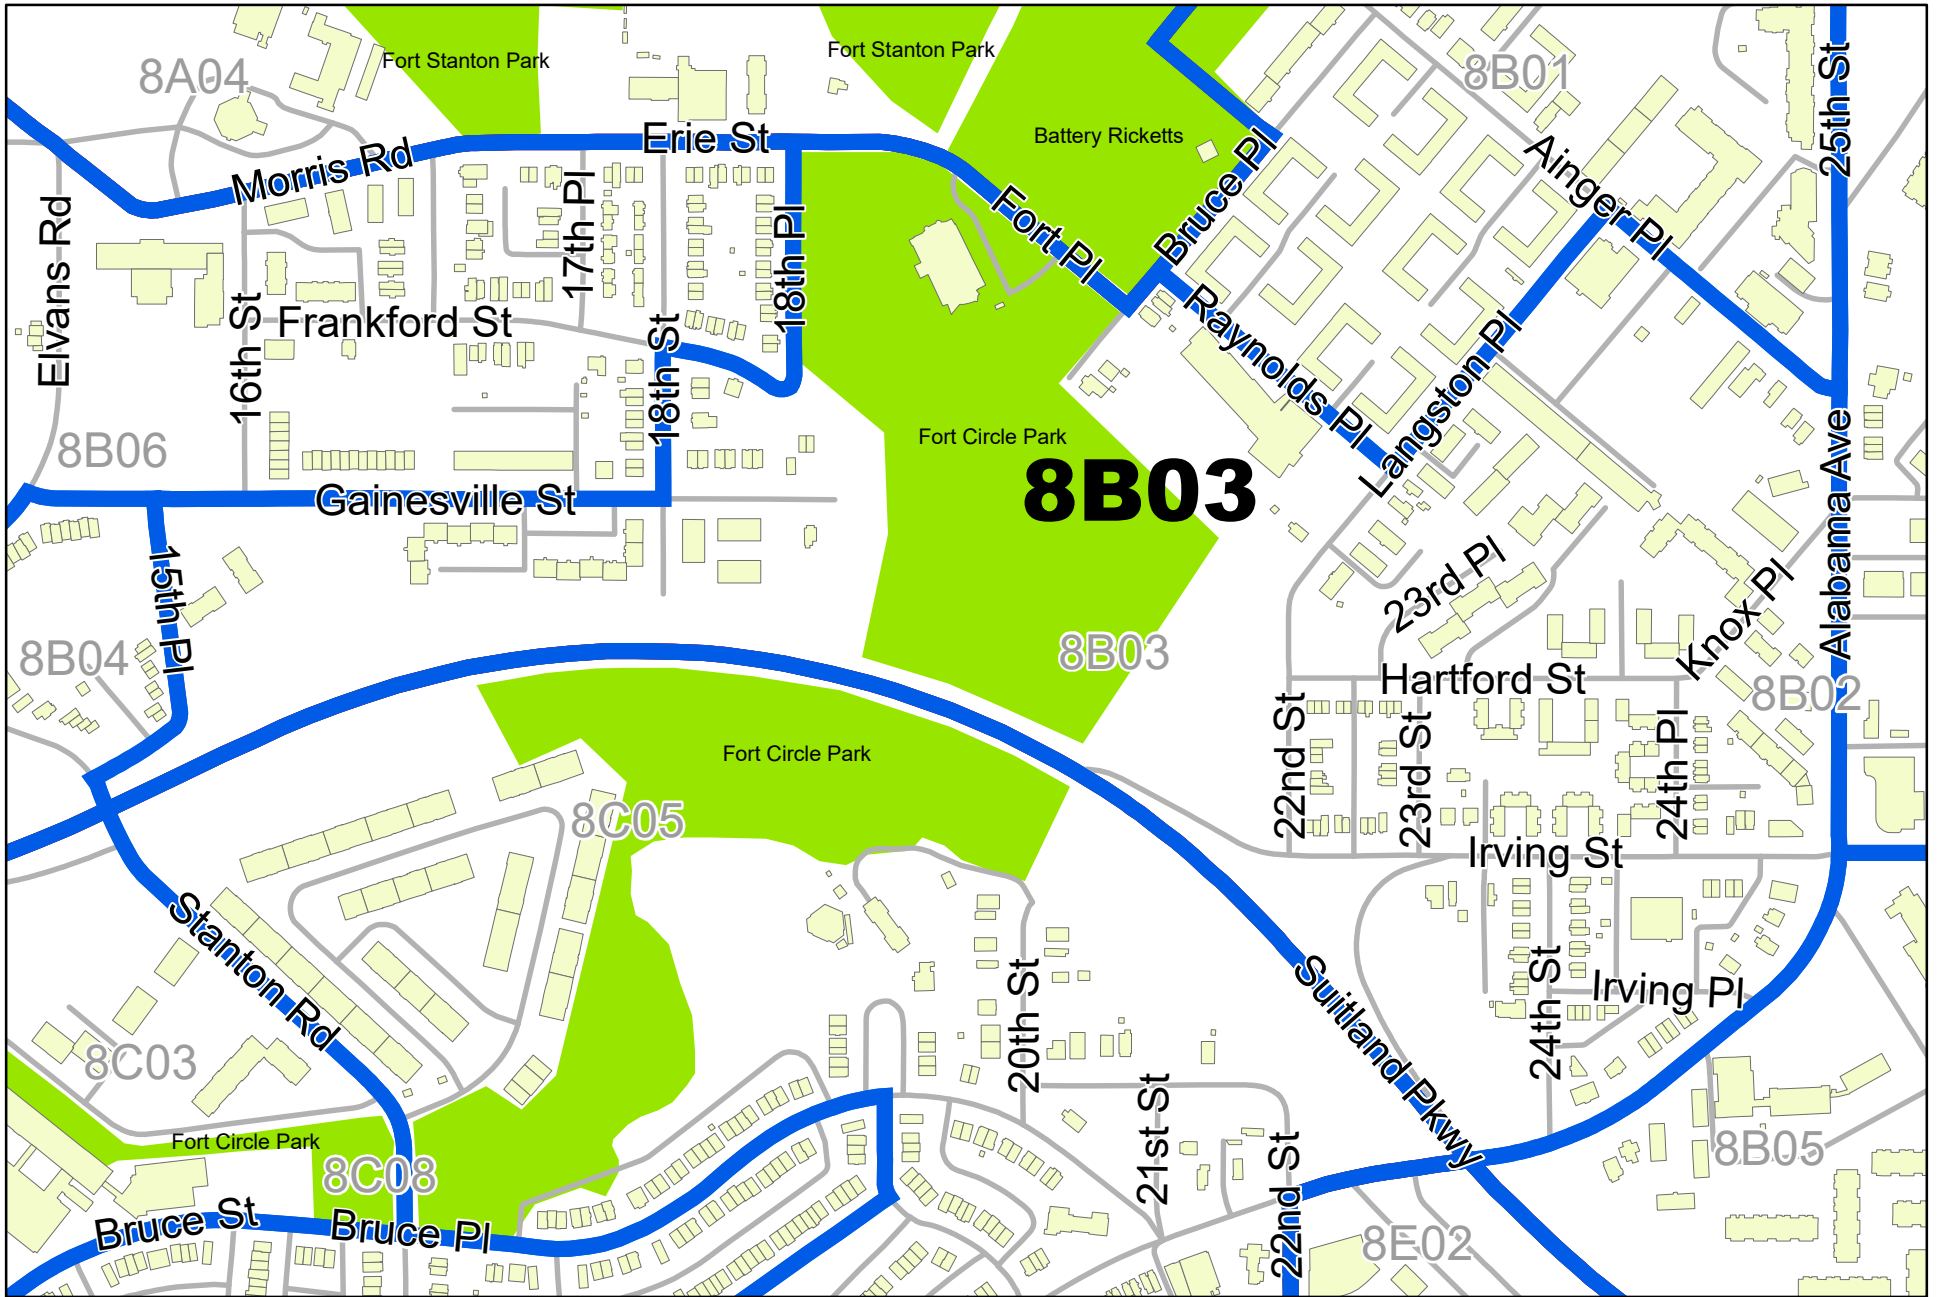 Fort Stanton Park
Fort Stanton Park
8A04
8B01
25th St
Battery Ricketts
Erie St
Morris Rd
Ainger Pl
Bruce Pl
Fort Pl
17th Pl
18th Pl
Elvans Rd
16th St
Frankford St
18th St
Raynolds Pl
Langston Pl
8B06
Fort Circle Park
8B03
Gainesville St
Alabama Ave
15th Pl
23rd Pl
Knox Pl
8B04
8B03
Hartford St
8B02
22nd St
23rd St
24th Pl
Fort Circle Park
8C05
Irving St
Stanton Rd
20th St
Suitland Pkwy
24th St
Irving Pl
8C03
21st St
Fort Circle Park
8C08
22nd St
8B05
Bruce St
Bruce Pl
8E02